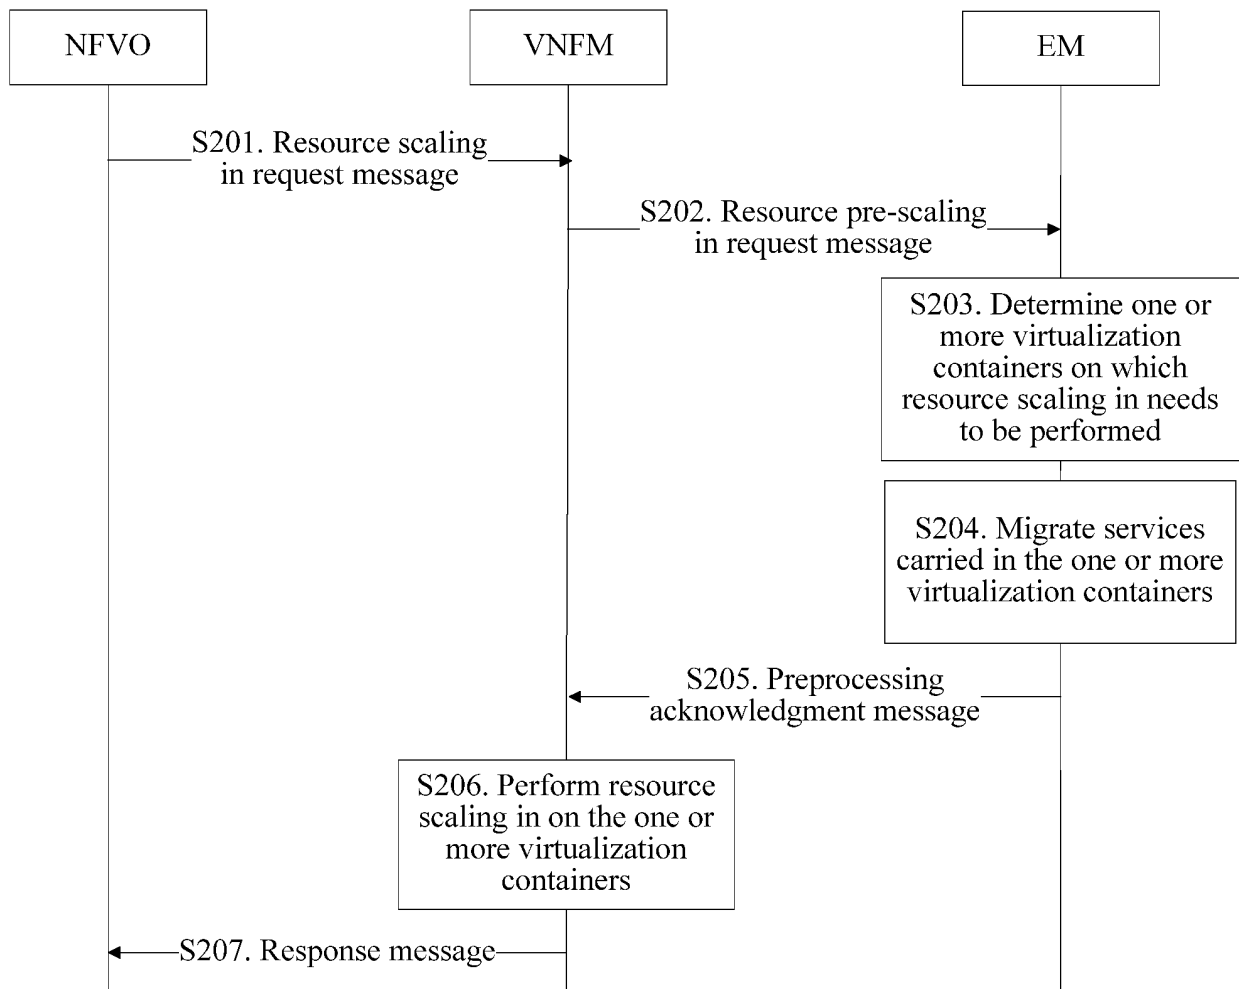 NFVO
VNFM
EM
S201. Resource scaling
in request message
S202. Resource pre-scaling
in request message
S203. Determine one or
more virtualization
containers on which
resource scaling in needs
to be performed
S204. Migrate services
carried in the one or more
virtualization containers
S205. Preprocessing
acknowledgment message
S206. Perform resource
scaling in on the one or
more virtualization
containers
S207. Response message